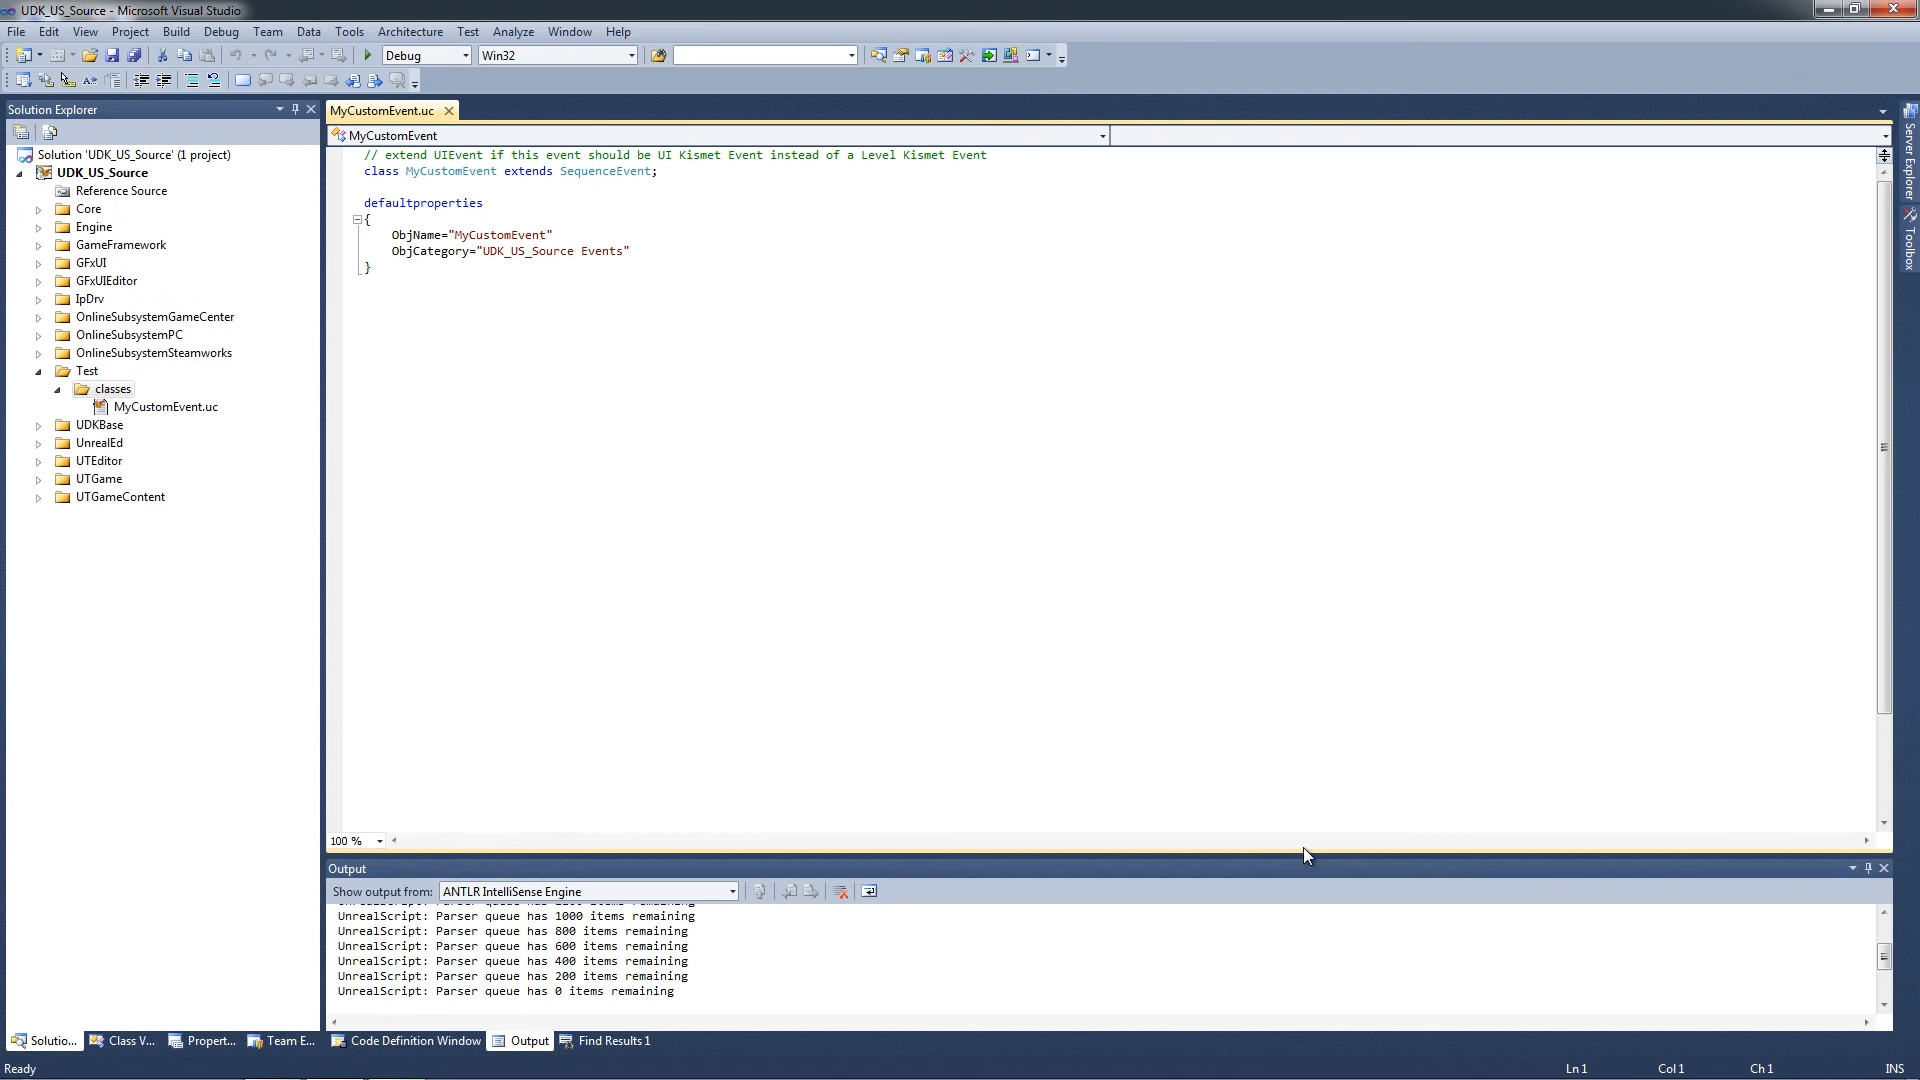 UDK_US_Source - Microsoft Visual Studio
File Edit View Project Build Debug Team Data Tools Architecture Test Analyze Window Help
Debug Win32
Solution Explorer
Solution 'UDK_US_Source' (1 project)
UDK_US_Source
Reference Source
Core
Engine
GameFramework
GFxUI
GFxUIEditor
IpDrv
OnlineSubsystemGameCenter
OnlineSubsystemPC
OnlineSubsystemSteamworks
Test
classes
MyCustomEvent.uc
UDKBase
UnrealEd
UTEditor
UTGame
UTGameContent
MyCustomEvent.uc
MyCustomEvent
// extend UIEvent if this event should be UI Kismet Event instead of a Level Kismet Event
class MyCustomEvent extends SequenceEvent;
defaultproperties
{
ObjName="MyCustomEvent"
ObjCategory="UDK_US_Source Events"
}
100 %
Output
Show output from: ANTLR IntelliSense Engine
UnrealScript: Parser queue has 1000 items remaining
UnrealScript: Parser queue has 800 items remaining
UnrealScript: Parser queue has 600 items remaining
UnrealScript: Parser queue has 400 items remaining
UnrealScript: Parser queue has 200 items remaining
UnrealScript: Parser queue has 0 items remaining
Server Explorer
Toolbox
Solutio... Class V... Propert... Team E... Code Definition Window Output Find Results 1
Ready Ln 1 Col 1 Ch 1 INS